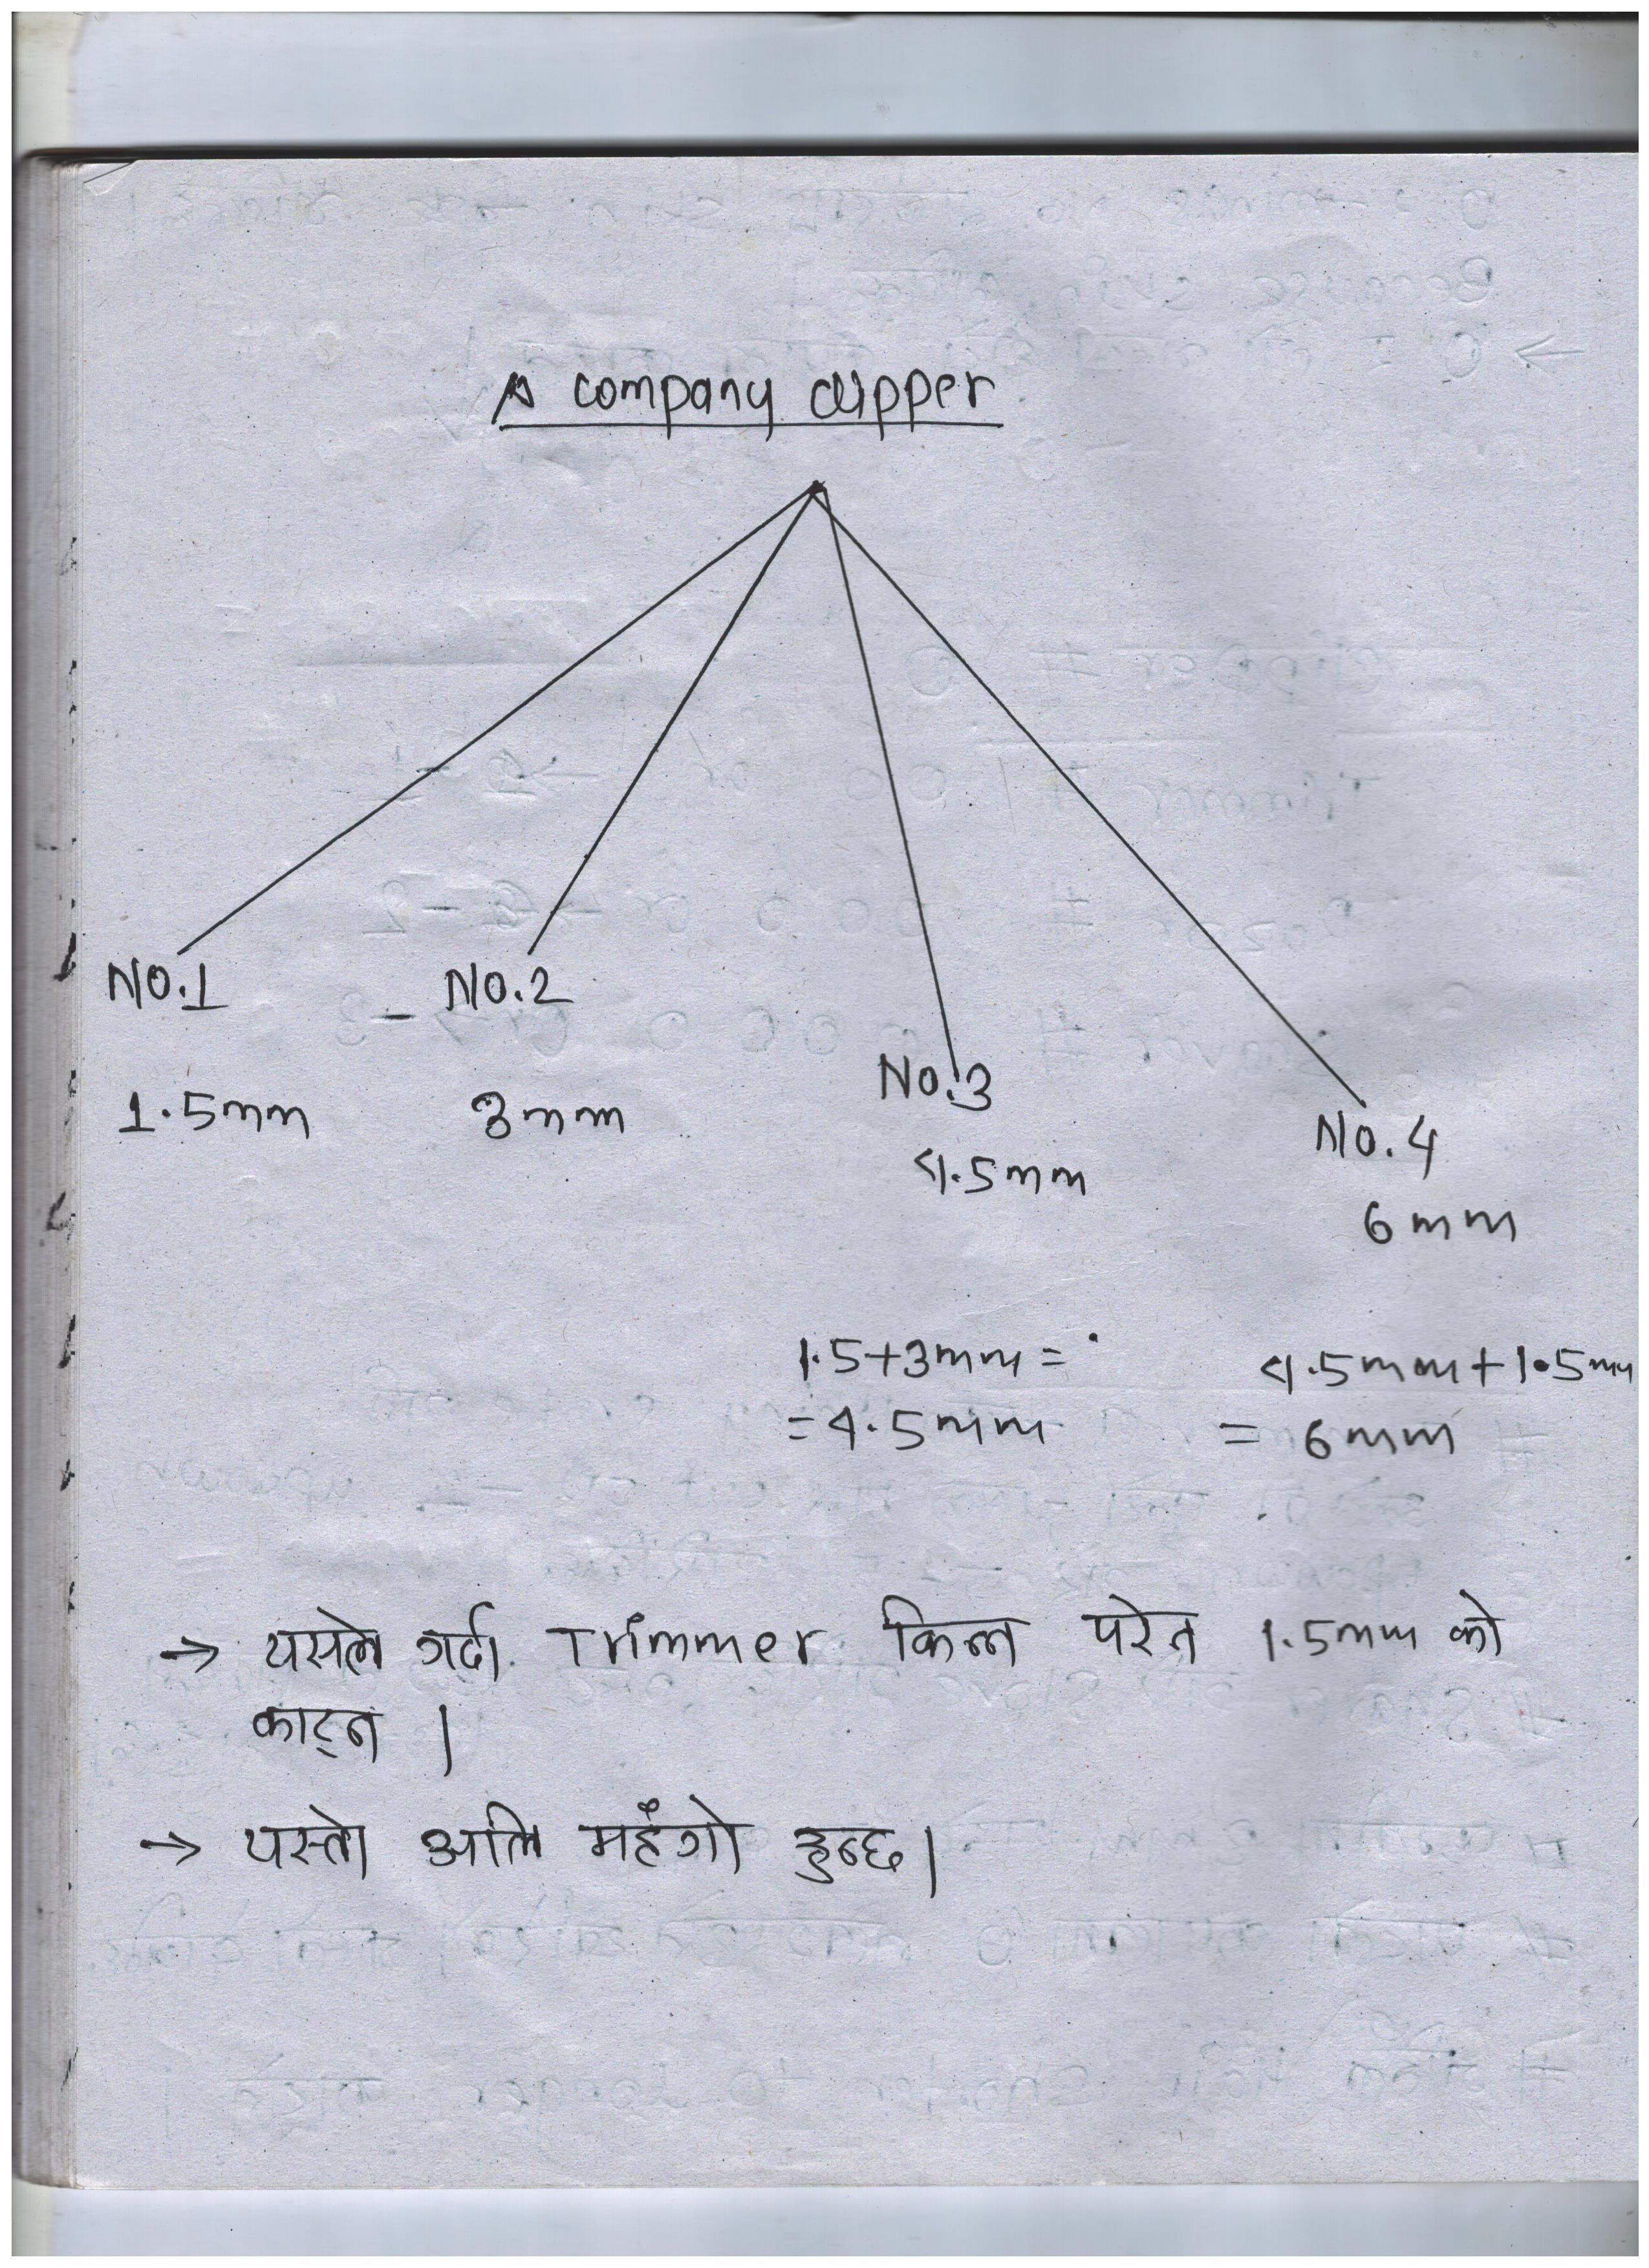 A company clipper
No.1
No.2
1.5mm
3mm
No.3
4.5mm
No.4
6mm
1.5+3mm=
=4.5mm
4.5mm+1.5mm
= 6mm
→ यसले गर्दा Trimmer किन्न परेन 1.5mm को
काट्न ।
→ यस्तो अलि महँगो हुन्छ।